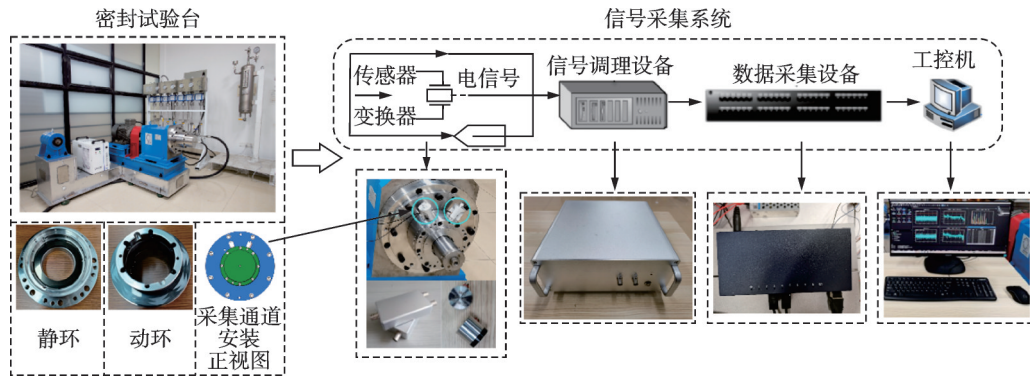 密封试验台
信号采集系统
传感器
变换器
电信号
信号调理设备
数据采集设备
工控机
静环
动环
采集通道
安装
正视图